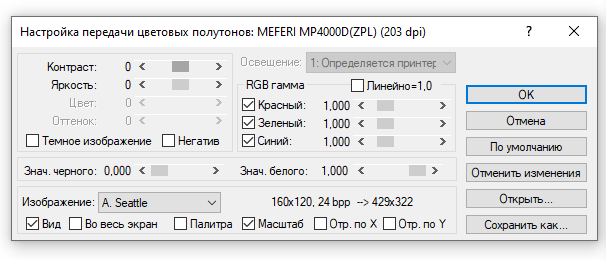 Настройка передачи цветовых полутонов: MEFERI MP4000D(ZPL) (203 dpi)
Контраст: 0
Яркость: 0
Цвет: 0
Оттенок: 0
Темное изображение Негатив
Освещение: 1: Определяется принтер
RGB гамма Линейно=1,0
Красный: 1,000
Зеленый: 1,000
Синий: 1,000
Знач. черного: 0,000 Знач. белого: 1,000
Изображение: A. Seattle 160x120, 24 bpp --> 429x322
Вид Во весь экран Палитра Масштаб Отр. по X Отр. по Y
OK
Отмена
По умолчанию
Отменить изменения
Открыть...
Сохранить как...